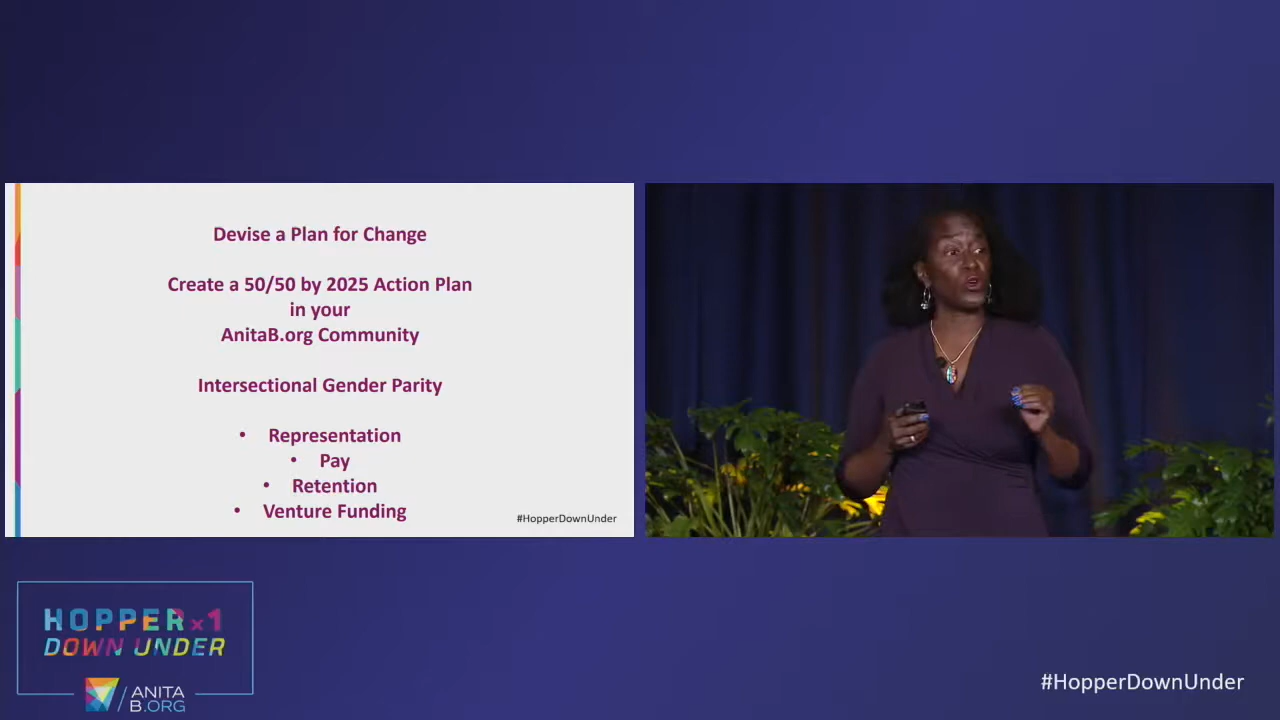 Devise a Plan for Change
Create a 50/50 by 2025 Action Plan
in your
AnitaB.org Community
Intersectional Gender Parity
• Representation
• Pay
• Retention
• Venture Funding
#HopperDownUnder
HOPPER x1
DOWN UNDER
ANITA
B.ORG
#HopperDownUnder